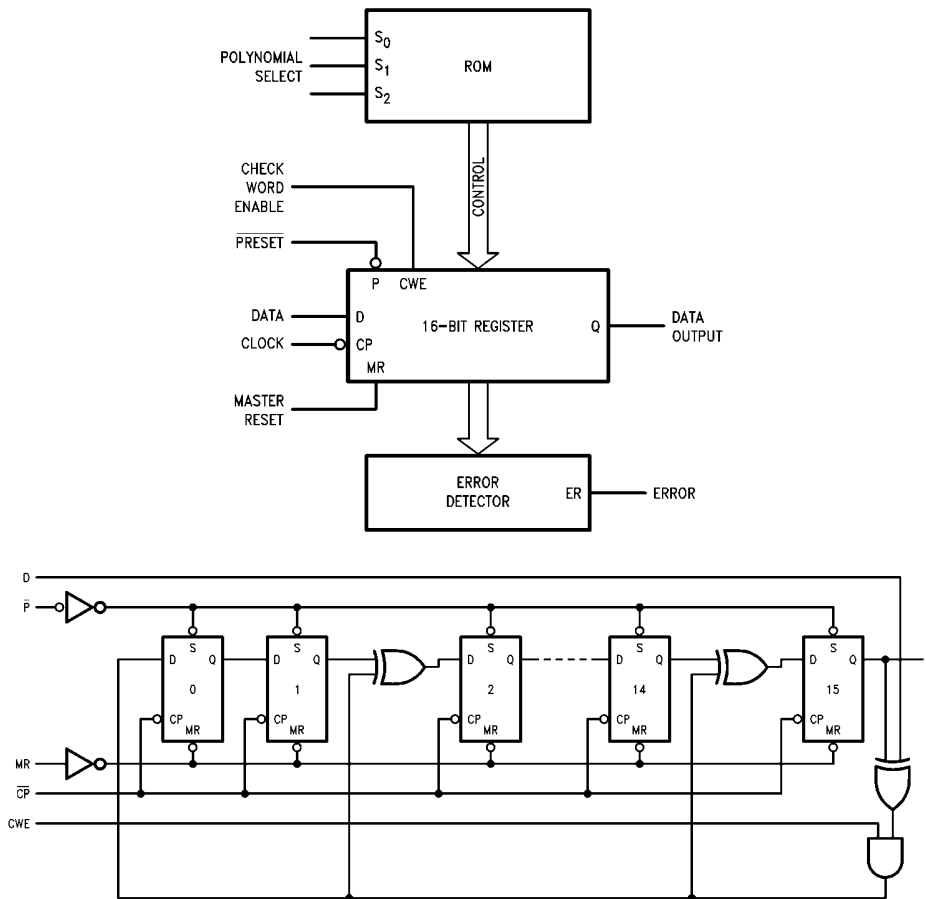 S0
POLYNOMIAL
SELECT
S1
S2
ROM
CONTROL
CHECK
WORD
ENABLE
PRESET
P CWE
DATA
D
16-BIT REGISTER
Q
DATA
OUTPUT
CLOCK
CP
MR
MASTER
RESET
ERROR
DETECTOR
ER
ERROR
D
P
S S S S S
D Q D Q D Q D Q D Q
0 1 2 14 15
CP CP CP CP CP
MR MR MR MR MR
MR
CP
CWE